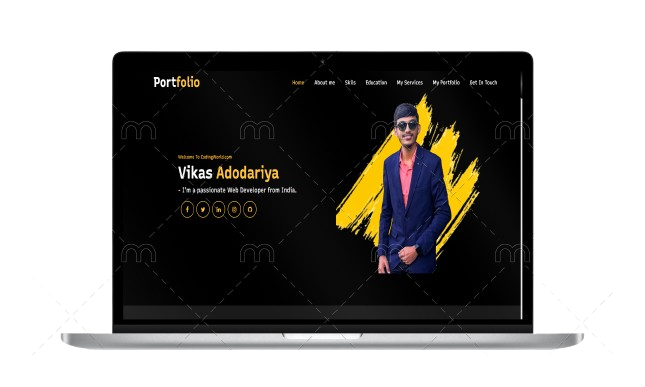 Portfolio
Home About me Skils Education My Services My Portfolio Get In Touch
Welcome To CodingWorld.com
Vikas Adodariya
- I'm a passionate Web Developer from India.